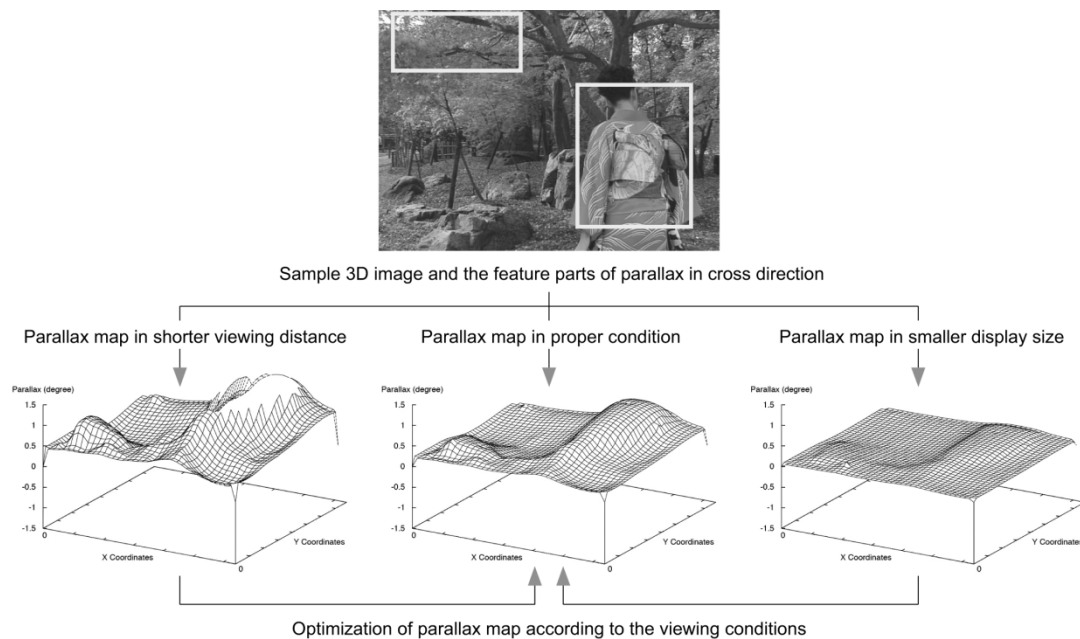 Sample 3D image and the feature parts of parallax in cross direction
Parallax map in shorter viewing distance
Parallax map in proper condition
Parallax map in smaller display size
Parallax (degree)
1.5
1
0.5
0
-0.5
-1
-1.5
0
X Coordinates
0
Y Coordinates
Parallax (degree)
1.5
1
0.5
0
-0.5
-1
-1.5
0
X Coordinates
0
Y Coordinates
Parallax (degree)
1.5
1
0.5
0
-0.5
-1
-1.5
0
X Coordinates
0
Y Coordinates
Optimization of parallax map according to the viewing conditions